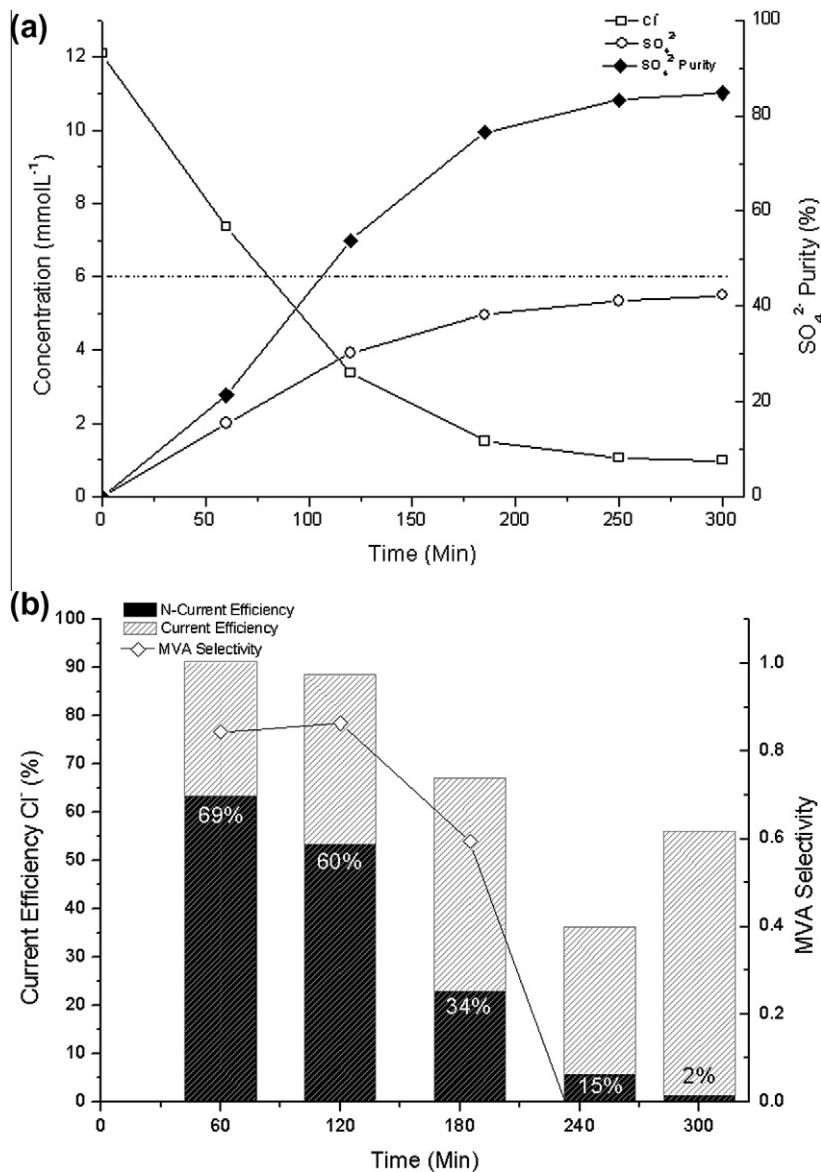 (a)
Cl⁻
SO₄²⁻
SO₄²⁻ Purity
Concentration (mmolL⁻¹)
12
10
8
6
4
2
0
SO₄²⁻ Purity (%)
100
80
60
40
20
0
0 50 100 150 200 250 300
Time (Min)
(b)
N-Current Efficiency
Current Efficiency
MVA Selectivity
Current Efficiency Cl⁻ (%)
100
90
80
70
60
50
40
30
20
10
0
69%
60%
34%
15%
2%
MVA Selectivity
1.0
0.8
0.6
0.4
0.2
0.0
60 120 180 240 300
Time (Min)